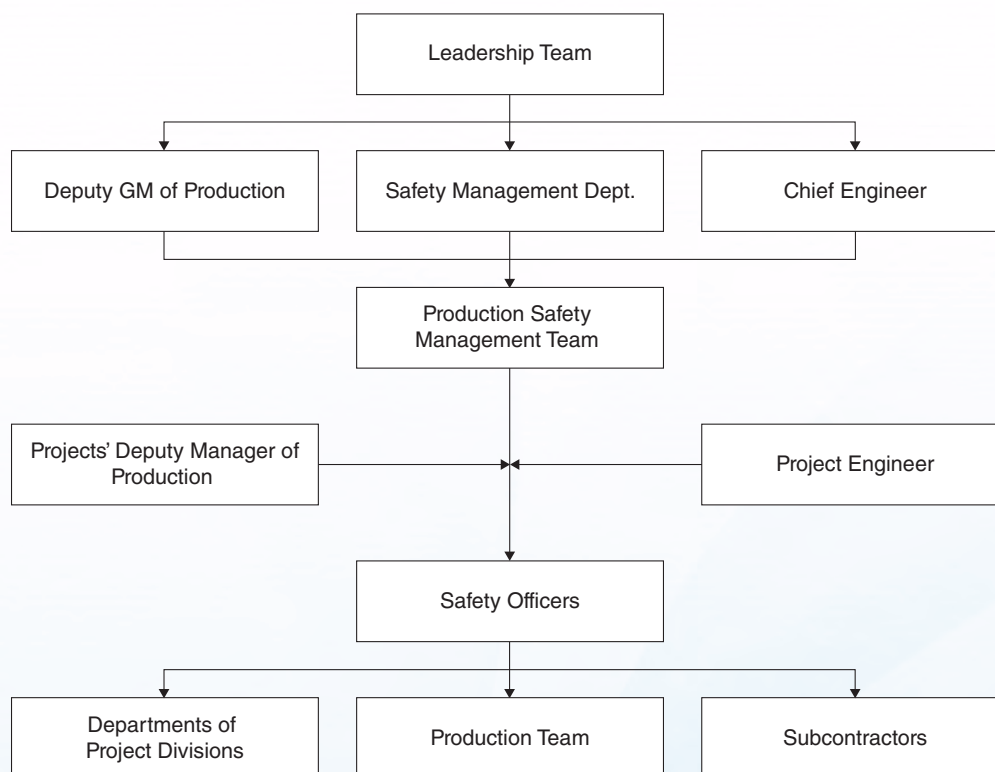 Leadership Team
Deputy GM of Production
Safety Management Dept.
Chief Engineer
Production Safety
Management Team
Projects’ Deputy Manager of
Production
Project Engineer
Safety Officers
Departments of
Project Divisions
Production Team
Subcontractors